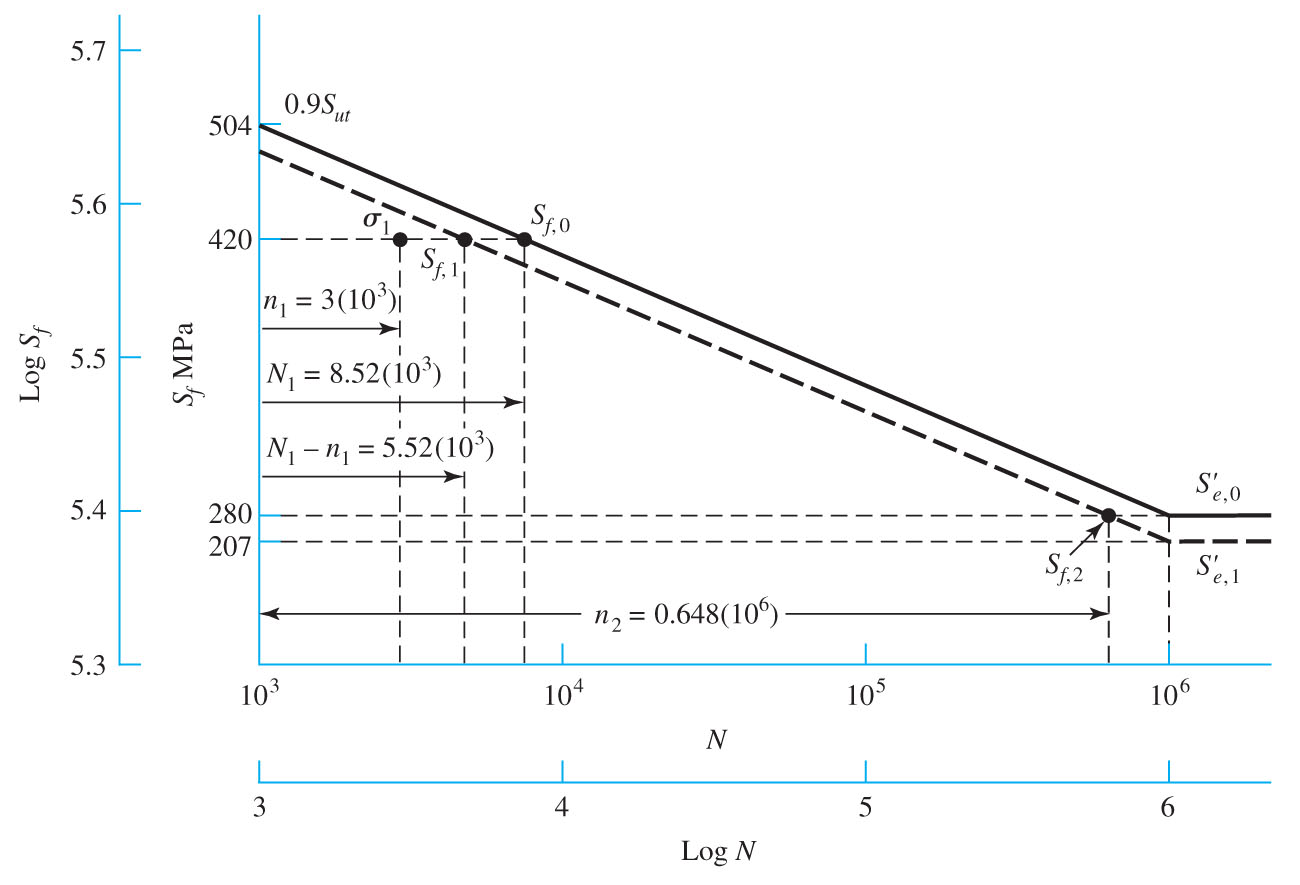 Log S_f
5.7
5.6
5.5
5.4
5.3
S_f MPa
504
420
280
207
0.9S_ut
σ_1
S_f,0
S_f,1
n_1 = 3(10^3)
N_1 = 8.52(10^3)
N_1 – n_1 = 5.52(10^3)
S′_e,0
S_f,2
S′_e,1
n_2 = 0.648(10^6)
10^3 10^4 10^5 10^6
N
3 4 5 6
Log N